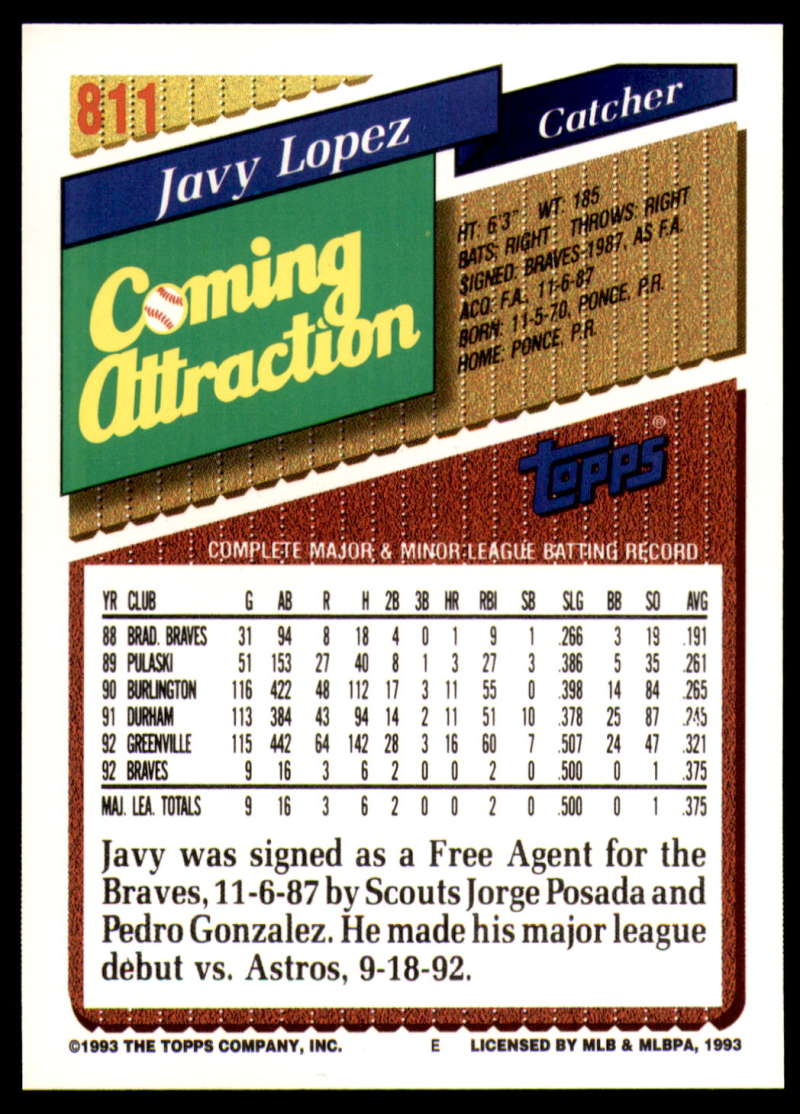 811
Javy Lopez
Catcher
Coming
Attraction
HT: 6'3" WT: 185
BATS: RIGHT THROWS: RIGHT
SIGNED: BRAVES-1987, AS F.A.
ACQ: F.A., 11-6-87
BORN: 11-5-70, PONCE, P.R.
HOME: PONCE, P.R.
topps®
COMPLETE MAJOR & MINOR LEAGUE BATTING RECORD
YR CLUB G AB R H 2B 3B HR RBI SB SLG BB SO AVG
88 BRAD. BRAVES 31 94 8 18 4 0 1 9 1 .266 3 19 .191
89 PULASKI 51 153 27 40 8 1 3 27 3 .386 5 35 .261
90 BURLINGTON 116 422 48 112 17 3 11 55 0 .398 14 84 .265
91 DURHAM 113 384 43 94 14 2 11 51 10 .378 25 87 .245
92 GREENVILLE 115 442 64 142 28 3 16 60 7 .507 24 47 .321
92 BRAVES 9 16 3 6 2 0 0 2 0 .500 0 1 .375
MAJ. LEA. TOTALS 9 16 3 6 2 0 0 2 0 .500 0 1 .375
Javy was signed as a Free Agent for the
Braves, 11-6-87 by Scouts Jorge Posada and
Pedro Gonzalez. He made his major league
debut vs. Astros, 9-18-92.
©1993 THE TOPPS COMPANY, INC. E LICENSED BY MLB & MLBPA, 1993